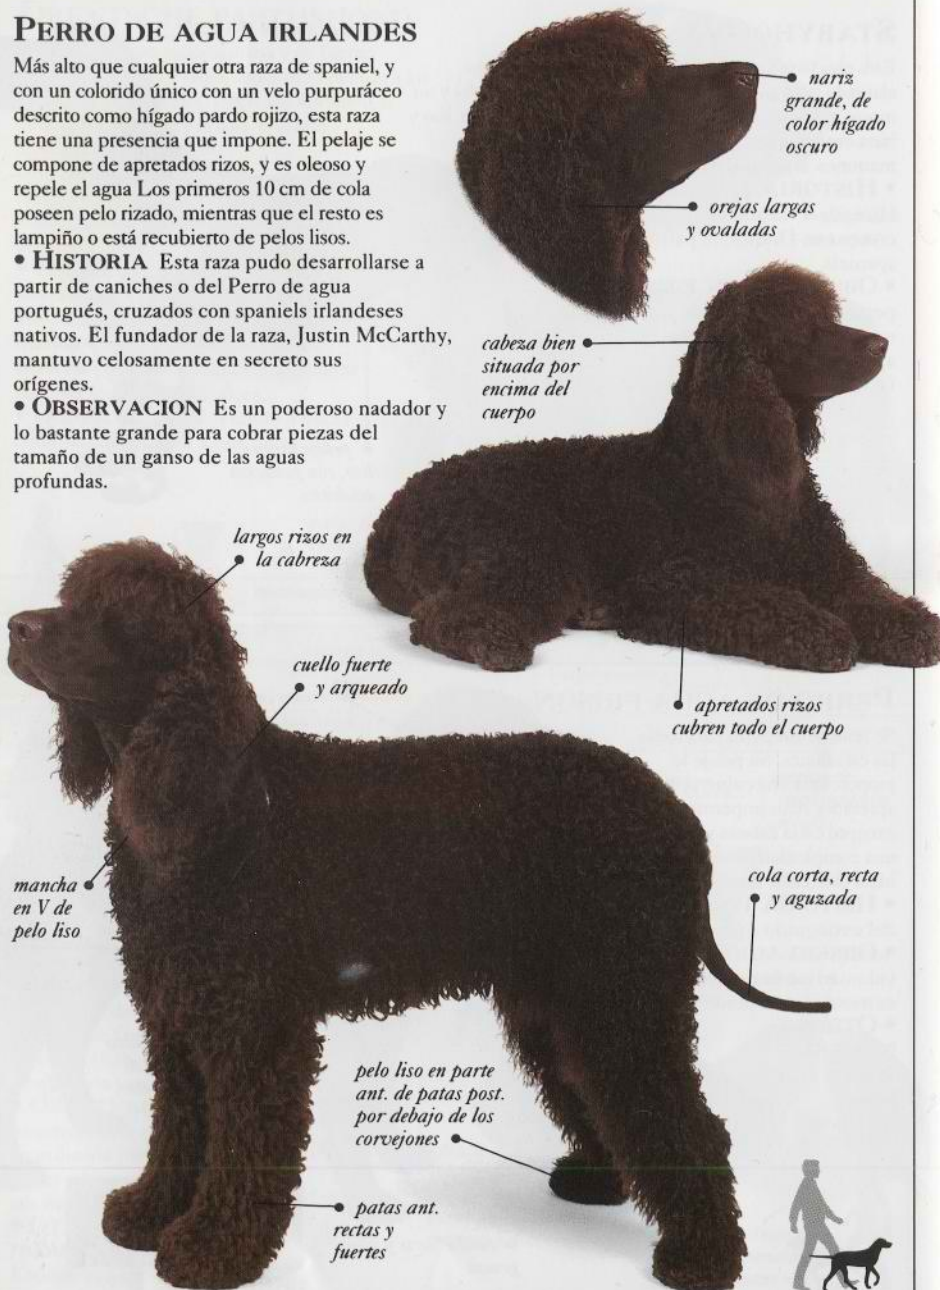 PERRO DE AGUA IRLANDES
Más alto que cualquier otra raza de spaniel, y
con un colorido único con un velo purpuráceo
descrito como hígado pardo rojizo, esta raza
tiene una presencia que impone. El pelaje se
compone de apretados rizos, y es oleoso y
repele el agua Los primeros 10 cm de cola
poseen pelo rizado, mientras que el resto es
lampiño o está recubierto de pelos lisos.
• HISTORIA Esta raza pudo desarrollarse a
partir de caniches o del Perro de agua
portugués, cruzados con spaniels irlandeses
nativos. El fundador de la raza, Justin McCarthy,
mantuvo celosamente en secreto sus
orígenes.
• OBSERVACION Es un poderoso nadador y
lo bastante grande para cobrar piezas del
tamaño de un ganso de las aguas
profundas.
nariz
grande, de
color hígado
oscuro
orejas largas
y ovaladas
cabeza bien
situada por
encima del
cuerpo
largos rizos en
la cabreza
cuello fuerte
y arqueado
apretados rizos
cubren todo el cuerpo
mancha
en V de
pelo liso
cola corta, recta
y aguzada
pelo liso en parte
ant. de patas post.
por debajo de los
corvejones
patas ant.
rectas y
fuertes